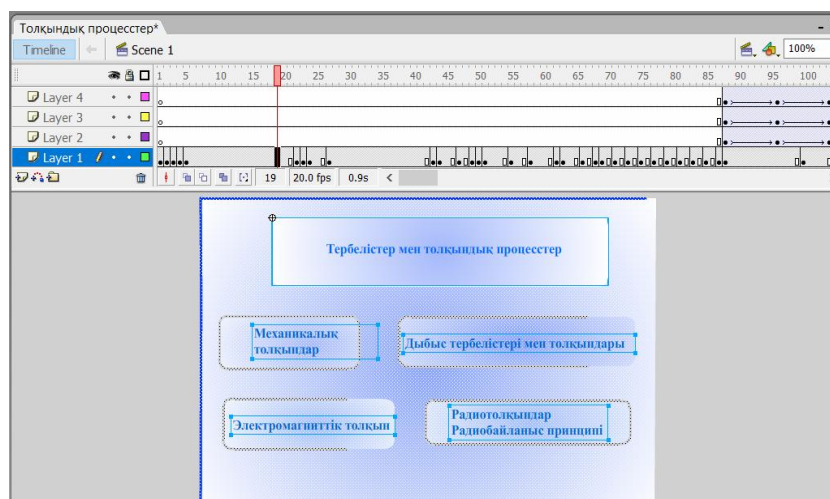 Толқындық процесстер*
Timeline Scene 1 100%
1 5 10 15 20 25 30 35 40 45 50 55 60 65 70 75 80 85 90 95 100
Layer 4
Layer 3
Layer 2
Layer 1
19 20.0 fps 0.9s
Тербелістер мен толқындық процесстер
Механикалық
толқындар
Дыбыс тербелістері мен толқындары
Электромагниттік толқын
Радиотолқындар
Радиобайланыс принципі